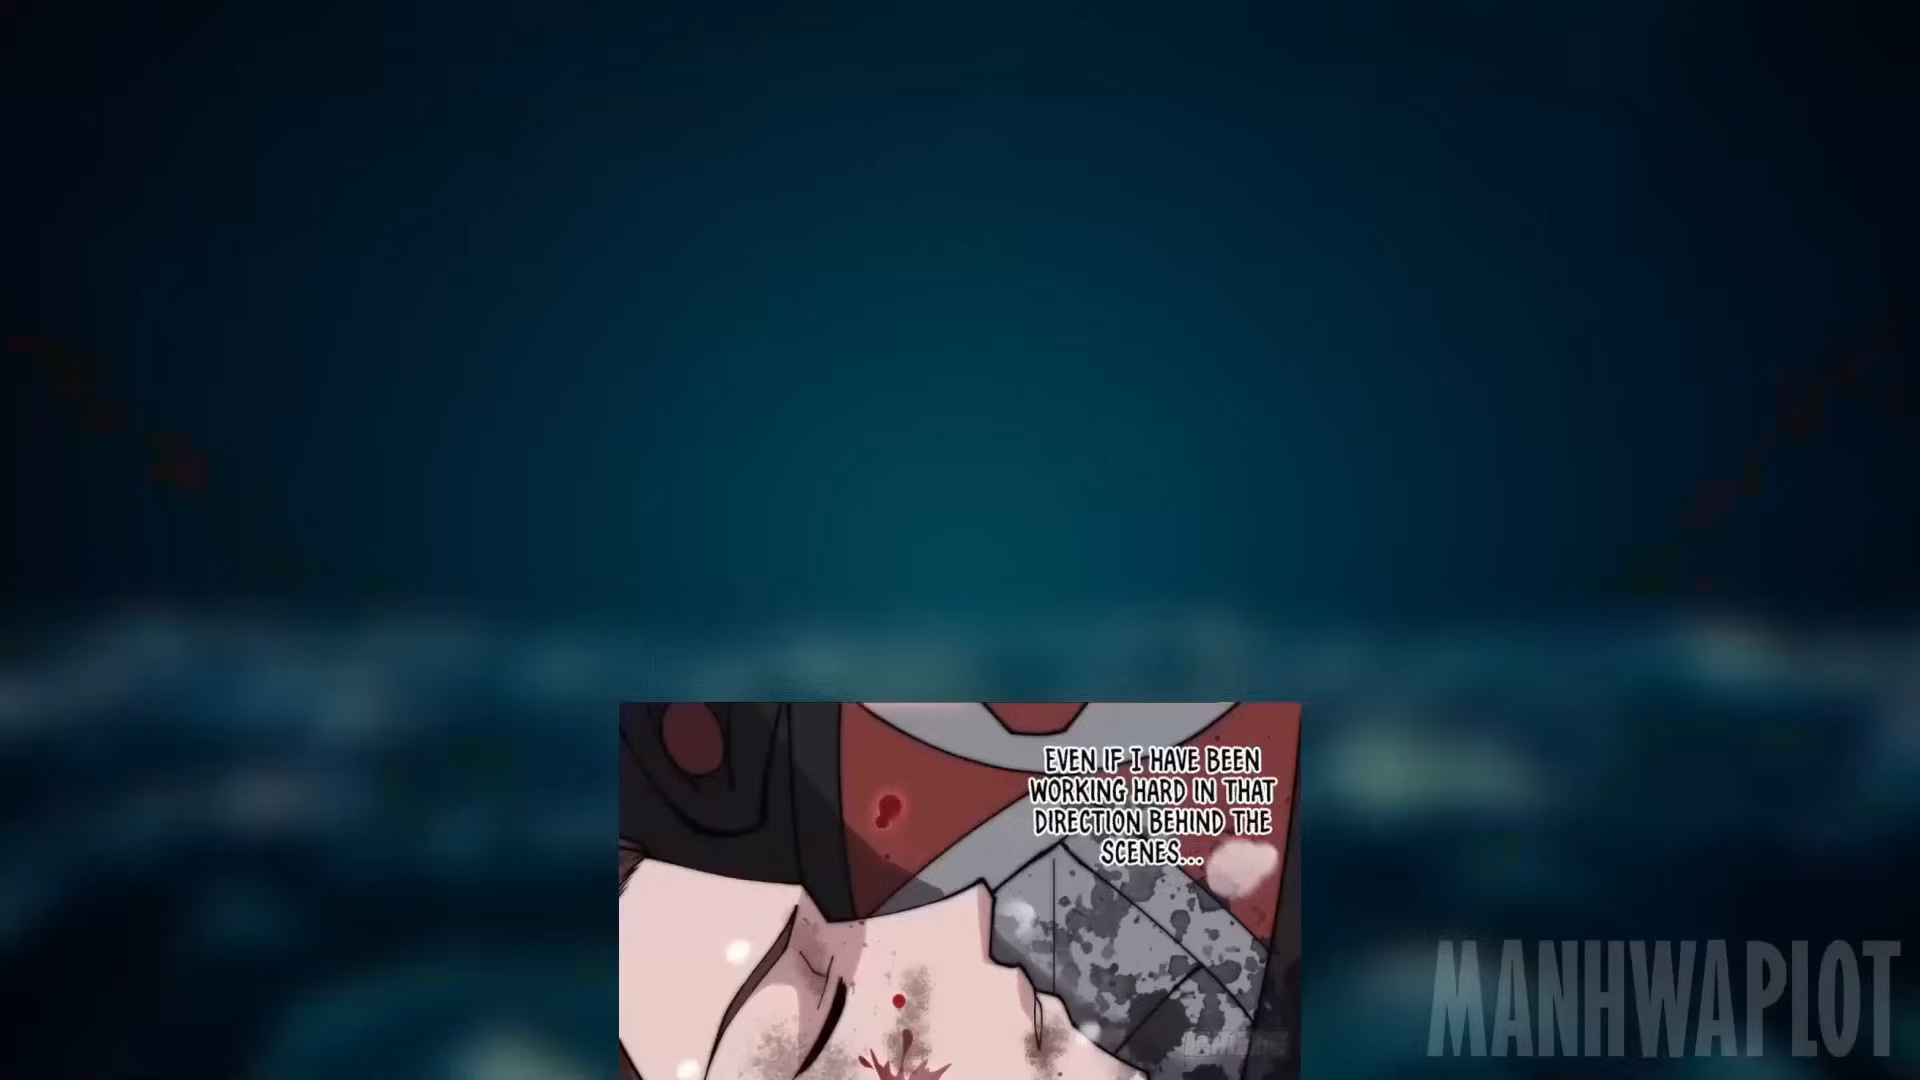 EVEN IF I HAVE BEEN
WORKING HARD IN THAT
DIRECTION BEHIND THE
SCENES...
MANHWAPLOT